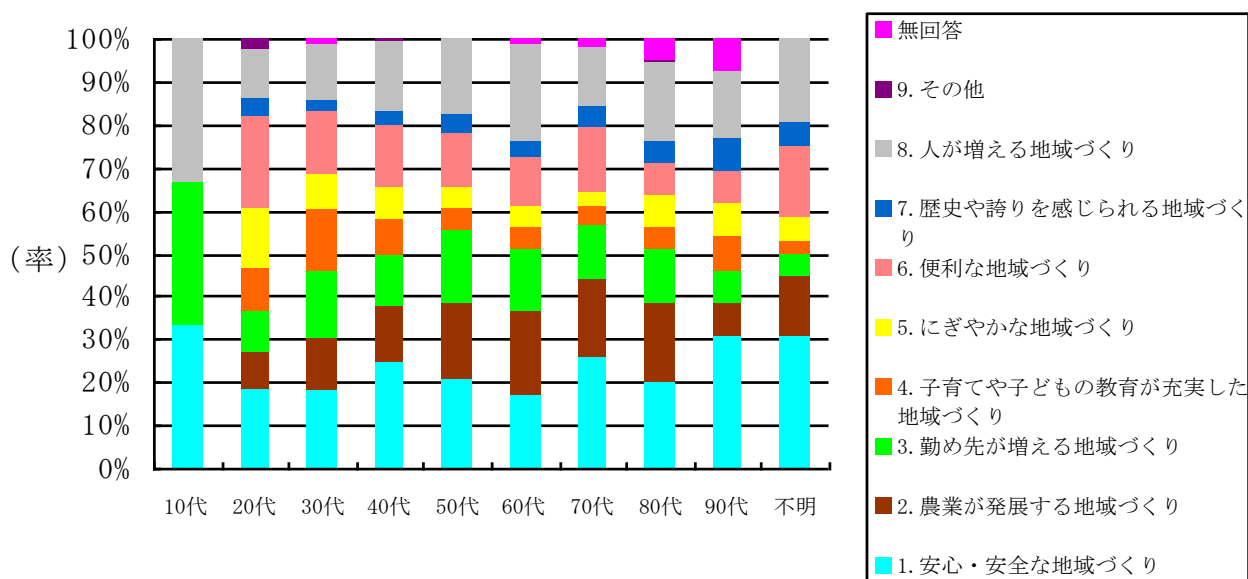 100%
90%
80%
70%
60%
50%
40%
30%
20%
10%
0%
(率)
10代 20代 30代 40代 50代 60代 70代 80代 90代 不明
無回答
9. その他
8. 人が増える地域づくり
7. 歴史や誇りを感じられる地域づく
り
6. 便利な地域づくり
5. にぎやかな地域づくり
4. 子育てや子どもの教育が充実した
地域づくり
3. 勤め先が増える地域づくり
2. 農業が発展する地域づくり
1. 安心・安全な地域づくり